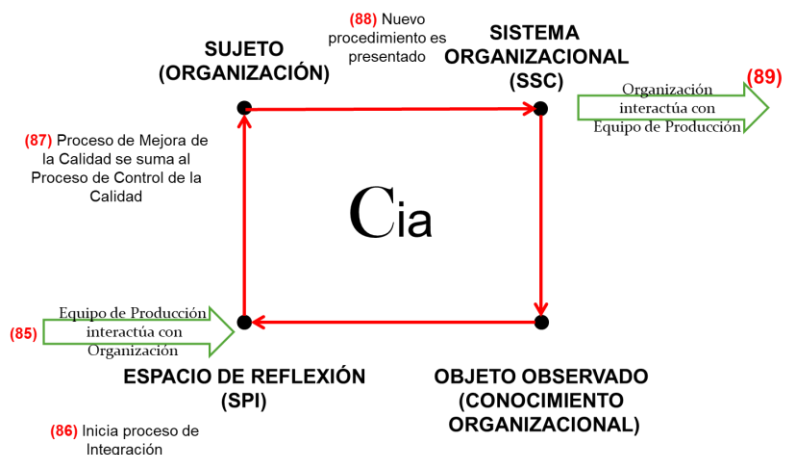 (88) Nuevo
procedimiento es
presentado
SUJETO
(ORGANIZACIÓN)
SISTEMA
ORGANIZACIONAL
(SSC)
(89)
Organización
interactúa con
Equipo de Producción
(87) Proceso de Mejora de
la Calidad se suma al
Proceso de Control de la
Calidad
Cia
(85)
Equipo de Producción
interactúa con
Organización
ESPACIO DE REFLEXIÓN
(SPI)
OBJETO OBSERVADO
(CONOCIMIENTO
ORGANIZACIONAL)
(86) Inicia proceso de
Integración